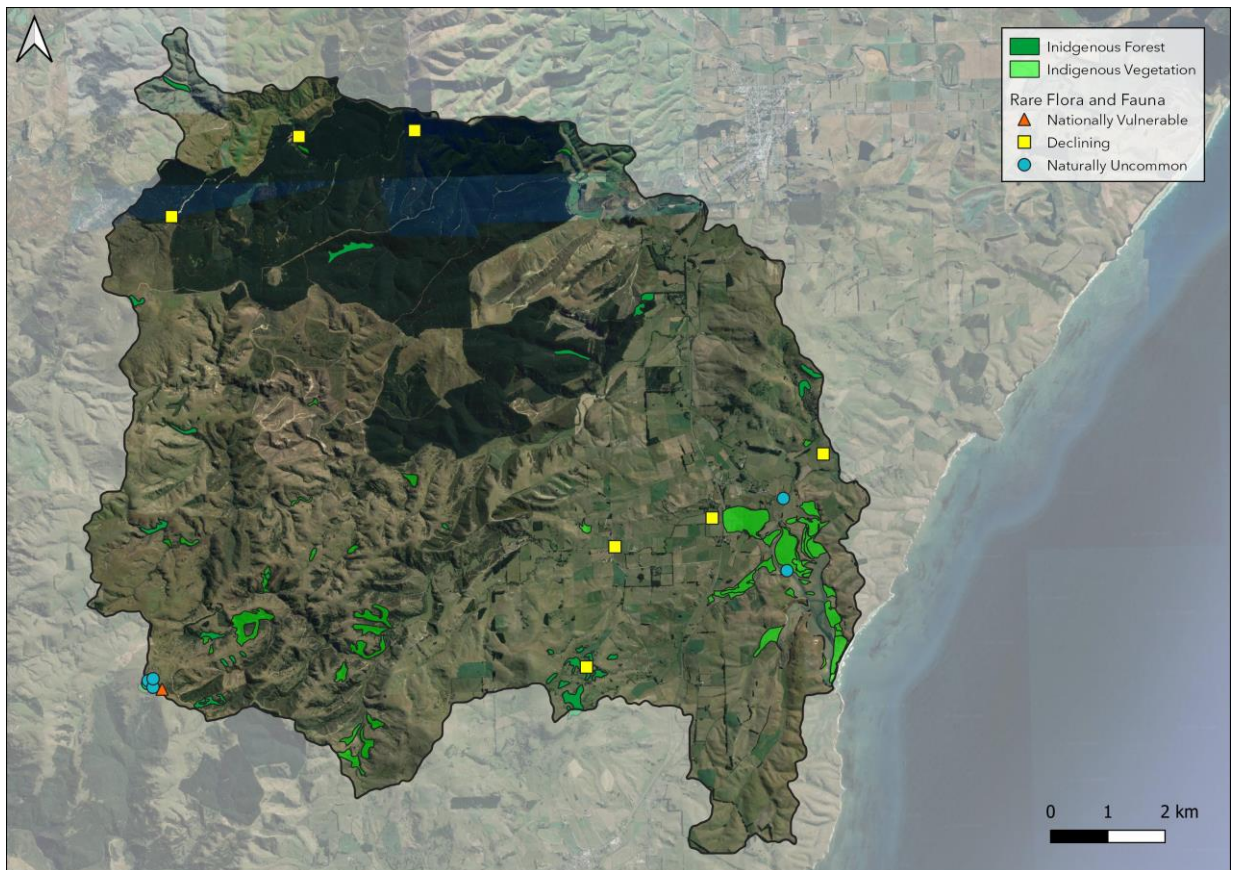 Inidgenous Forest
Indigenous Vegetation
Rare Flora and Fauna
Nationally Vulnerable
Declining
Naturally Uncommon
0 1 2 km